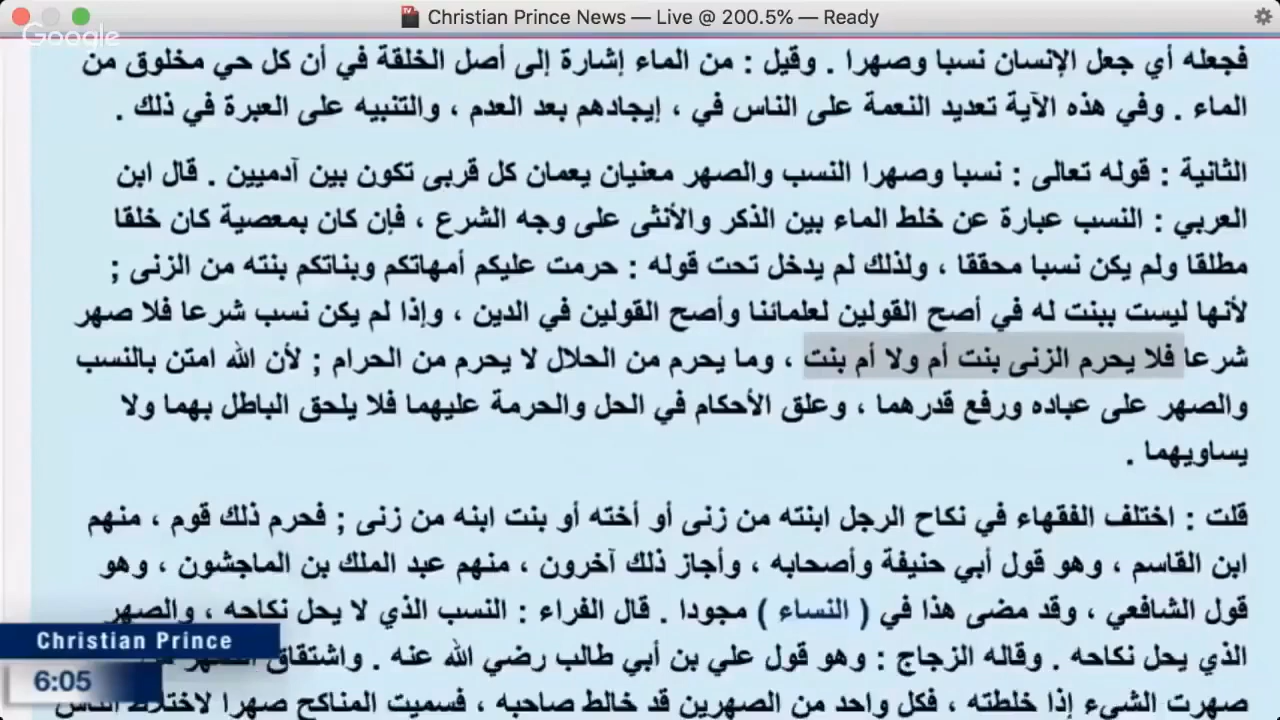 Christian Prince News — Live @ 200.5% — Ready
Google
فجعله أي جعل الإنسان نسبا وصهرا . وقيل : من الماء إشارة إلى أصل الخلقة في أن كل حي مخلوق من
الماء . وفي هذه الآية تعديد النعمة على الناس في ، إيجادهم بعد العدم ، والتنبيه على العبرة في ذلك .
الثانية : قوله تعالى : نسبا وصهرا النسب والصهر معنيان يعمان كل قربى تكون بين آدميين . قال ابن
العربي : النسب عبارة عن خلط الماء بين الذكر والأنثى على وجه الشرع ، فإن كان بمعصية كان خلقا
مطلقا ولم يكن نسبا محققا ، ولذلك لم يدخل تحت قوله : حرمت عليكم أمهاتكم وبناتكم بنته من الزنى ;
لأنها ليست ببنت له في أصح القولين لعلمائنا وأصح القولين في الدين ، وإذا لم يكن نسب شرعا فلا صهر
شرعا فلا يحرم الزنى بنت أم ولا أم بنت ، وما يحرم من الحلال لا يحرم من الحرام ; لأن الله امتن بالنسب
والصهر على عباده ورفع قدرهما ، وعلق الأحكام في الحل والحرمة عليهما فلا يلحق الباطل بهما ولا
يساويهما .
قلت : اختلف الفقهاء في نكاح الرجل ابنته من زنى أو أخته أو بنت ابنه من زنى ; فحرم ذلك قوم ، منهم
ابن القاسم ، وهو قول أبي حنيفة وأصحابه ، وأجاز ذلك آخرون ، منهم عبد الملك بن الماجشون ، وهو
قول الشافعي ، وقد مضى هذا في ( النساء ) مجودا . قال الفراء : النسب الذي لا يحل نكاحه ، والصهر
الذي يحل نكاحه . وقاله الزجاج : وهو قول علي بن أبي طالب رضي الله عنه . واشتقاق
صهرت الشيء إذا خلطته ، فكل واحد من الصهرين قد خالط صاحبه ، فسميت المناكح صهرا لاختلاط الناس
Christian Prince
6:05